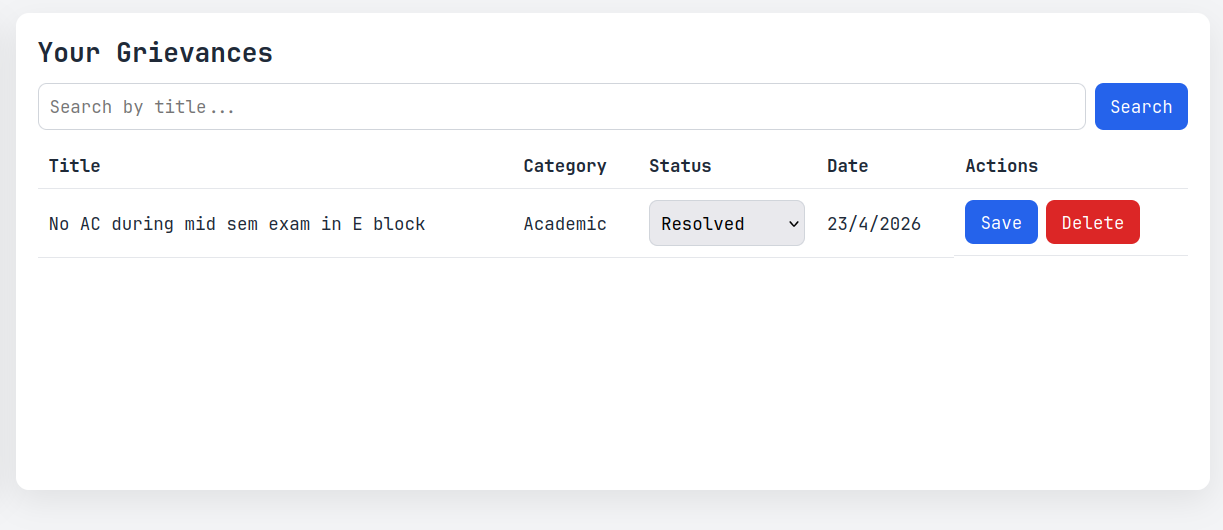 Your Grievances
Search by title... Search
Title Category Status Date Actions
No AC during mid sem exam in E block Academic Resolved 23/4/2026 Save Delete